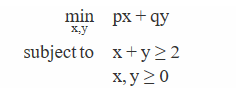 min px + qy
x,y
subject to x + y ≥ 2
x, y ≥ 0